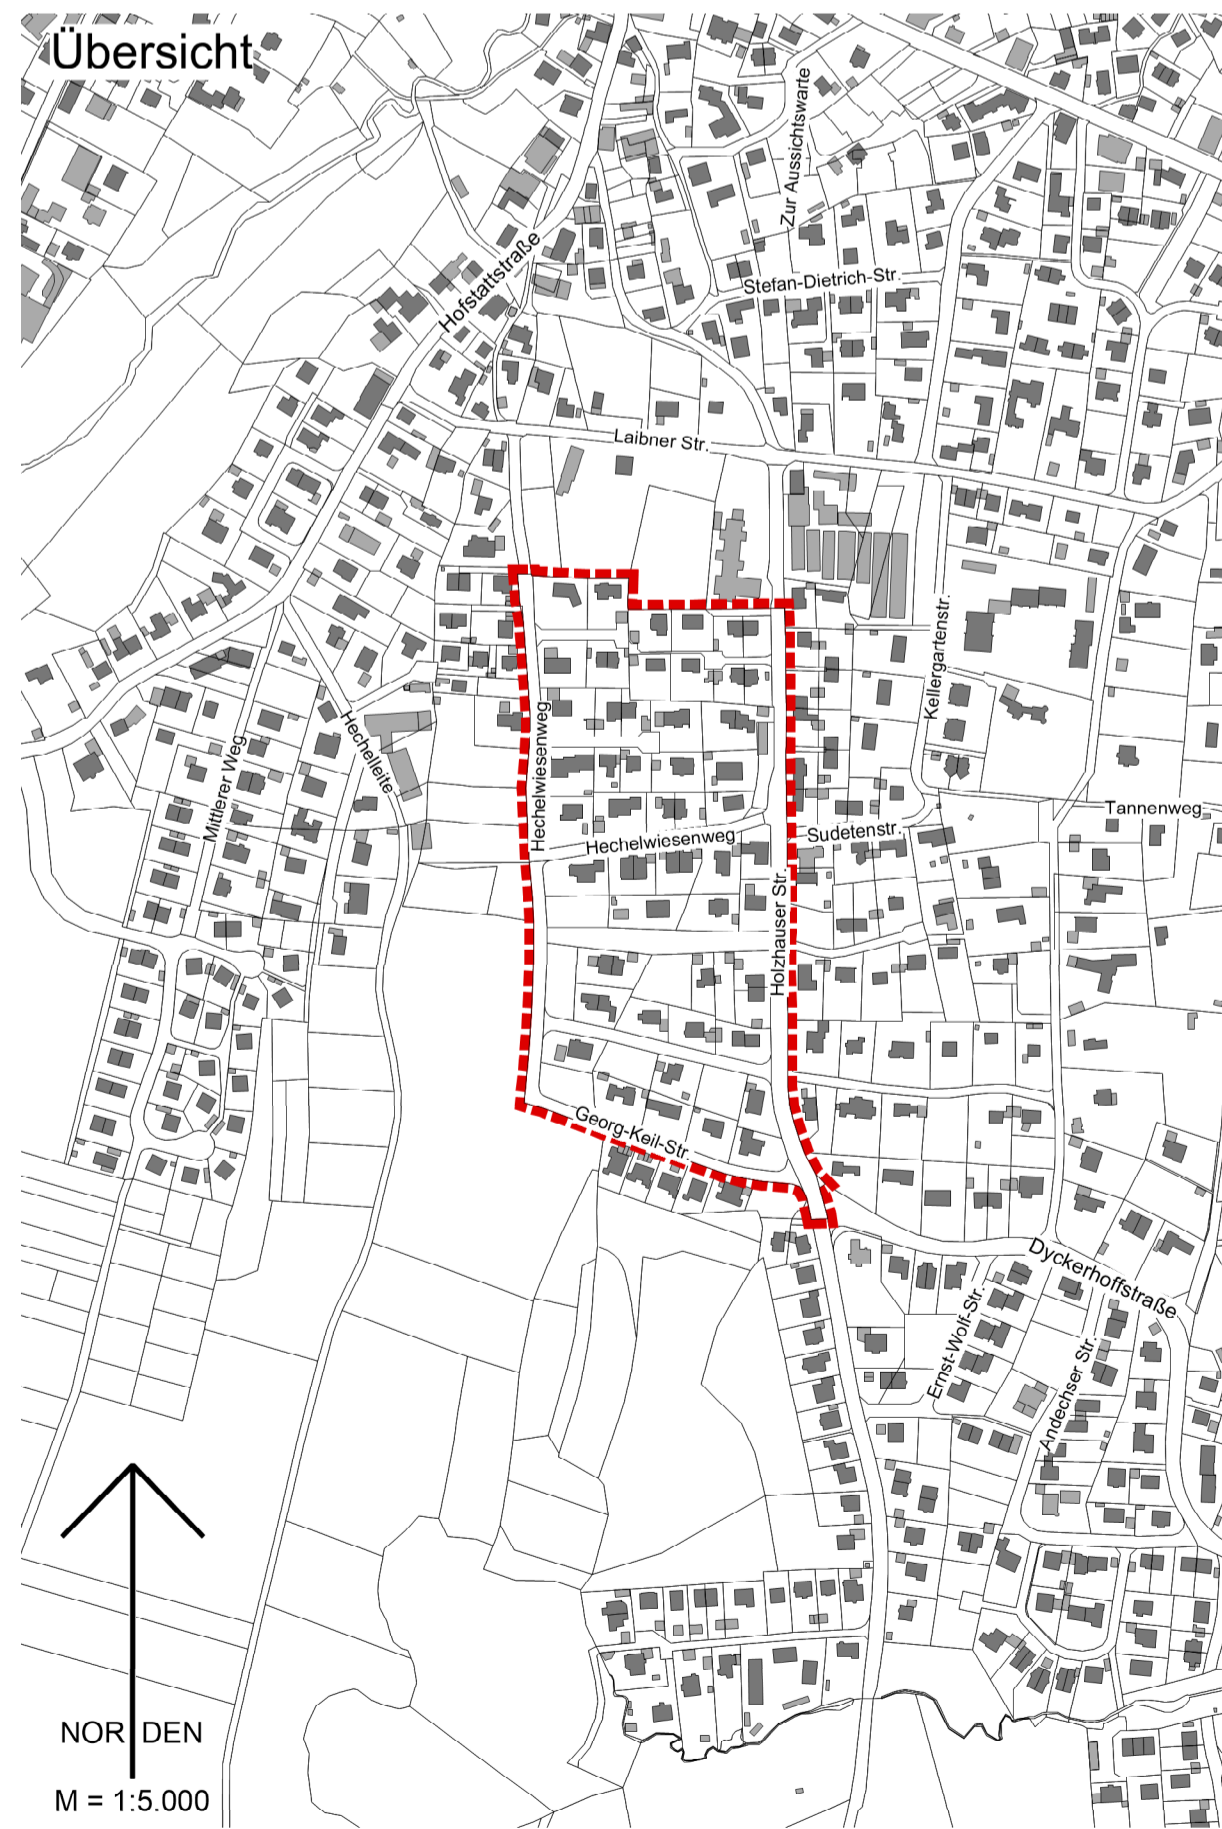 Übersicht
Zur Aussichtswarte
Hofstattstraße
Stefan-Dietrich-Str.
Laibner Str.
Kellergartenstr.
Hechelwiesenweg
Hechelleite
Mittlerer Weg
Tannenweg
Sudetenstr.
Hechelwiesenweg
Holzhauser Str.
Georg-Keil-Str.
Dyckerhoffstraße
Ernst-Wolf-Str.
Andechser Str.
NORDEN
M = 1:5.000